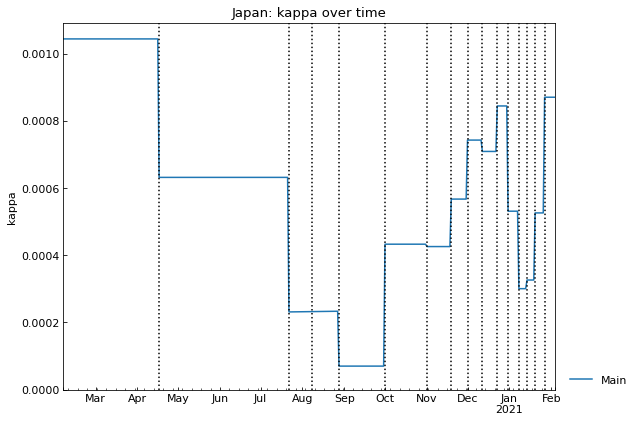 Japan: kappa over time
0.0010
0.0008
0.0006
0.0004
0.0002
0.0000
kappa
Mar Apr May Jun Jul Aug Sep Oct Nov Dec Jan Feb
2021
Main